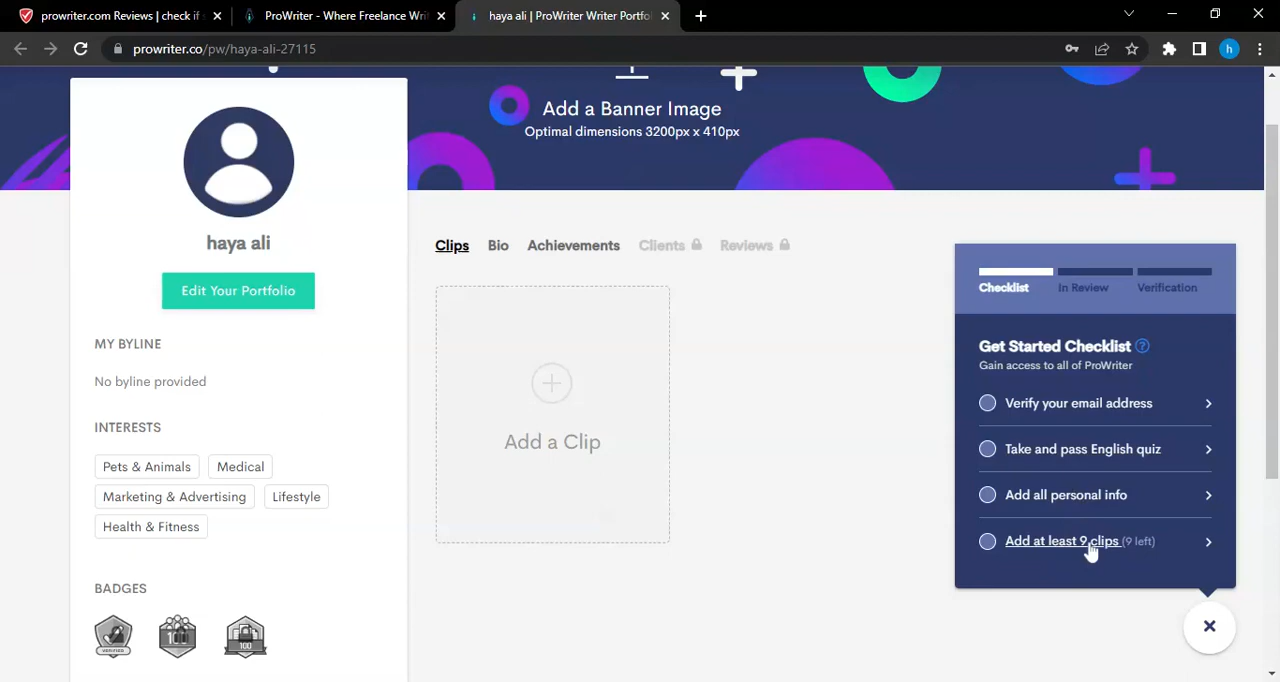 prowriter.com Reviews | check if
ProWriter - Where Freelance Wri
haya ali | ProWriter Writer Portfo
prowriter.co/pw/haya-ali-27115
h
Add a Banner Image
Optimal dimensions 3200px x 410px
haya ali
Edit Your Portfolio
MY BYLINE
No byline provided
INTERESTS
Pets & Animals
Medical
Marketing & Advertising
Lifestyle
Health & Fitness
BADGES
100
100
Clips
Bio
Achievements
Clients
Reviews
Add a Clip
Checklist
In Review
Verification
Get Started Checklist
Gain access to all of ProWriter
Verify your email address
Take and pass English quiz
Add all personal info
Add at least 9 clips (9 left)